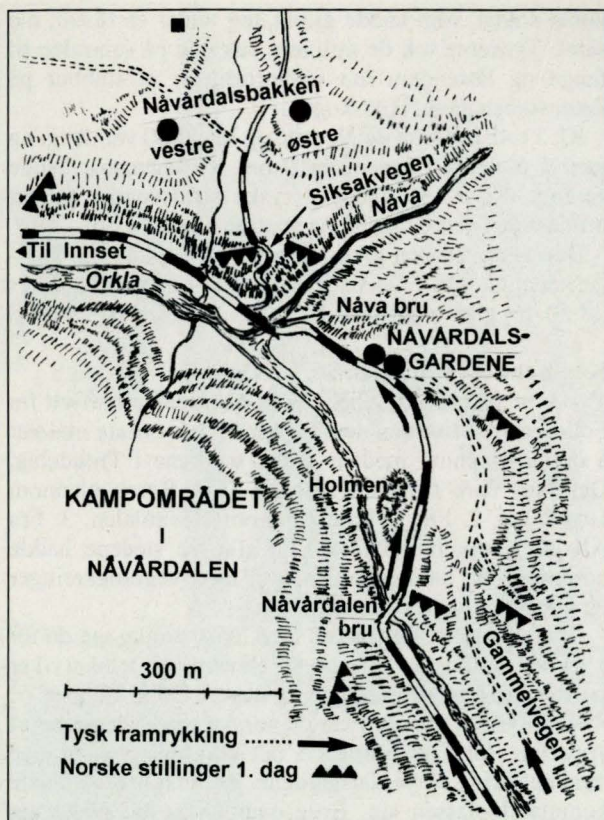 Nåvårdalsbakken
vestre
østre
Siksakvegen
Nåva
Til Innset
Orkla
Nåva bru
NÅVÅRDALS-
GARDENE
Holmen
KAMPOMRÅDET
I
NÅVÅRDALEN
Nåvårdalen
bru
Gammelvegen
300 m
Tysk framrykking
Norske stillinger 1. dag